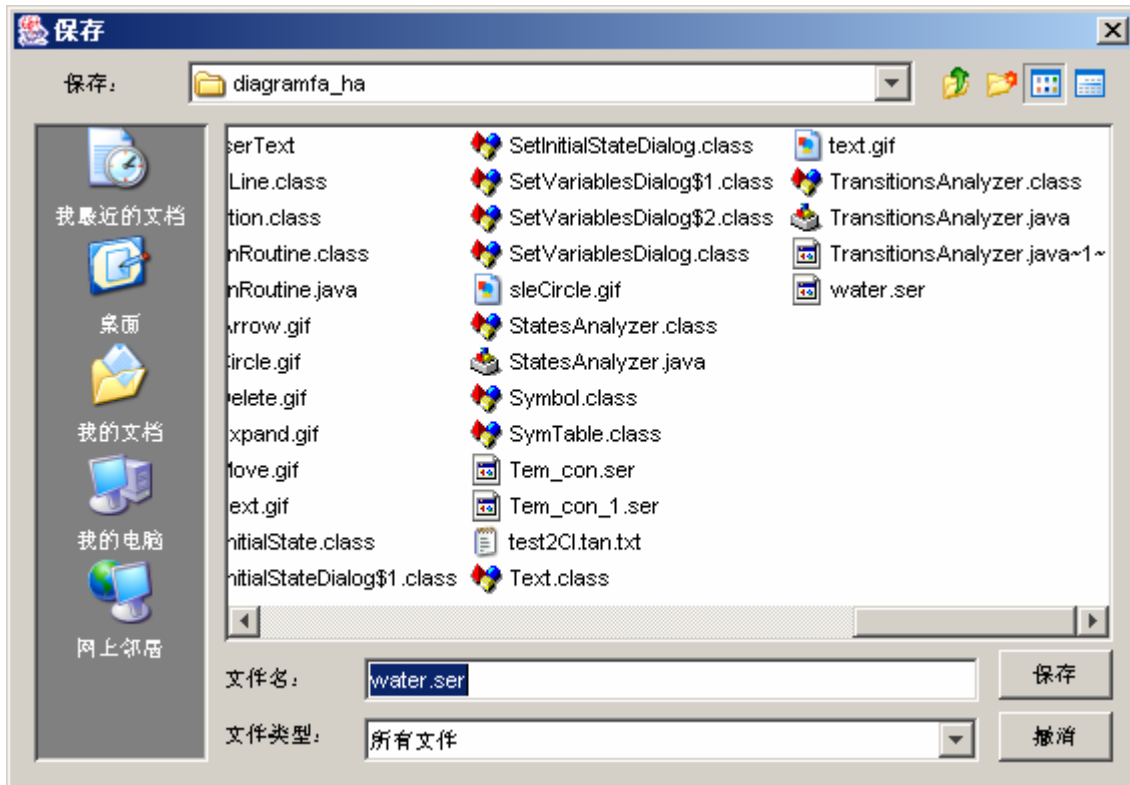 保存
保存： diagramfa_ha
我最近的文档
桌面
我的文档
我的电脑
网上邻居
serText
Line.class
tion.class
nRoutine.class
nRoutine.java
Arrow.gif
Circle.gif
Delete.gif
xpand.gif
Move.gif
ext.gif
nitialState.class
nitialStateDialog$1.class
SetInitialStateDialog.class
SetVariablesDialog$1.class
SetVariablesDialog$2.class
SetVariablesDialog.class
sleCircle.gif
StatesAnalyzer.class
StatesAnalyzer.java
Symbol.class
SymTable.class
Tem_con.ser
Tem_con_1.ser
test2Cl.tan.txt
Text.class
text.gif
TransitionsAnalyzer.class
TransitionsAnalyzer.java
TransitionsAnalyzer.java~1~
water.ser
文件名： water.ser 保存
文件类型： 所有文件 撤消